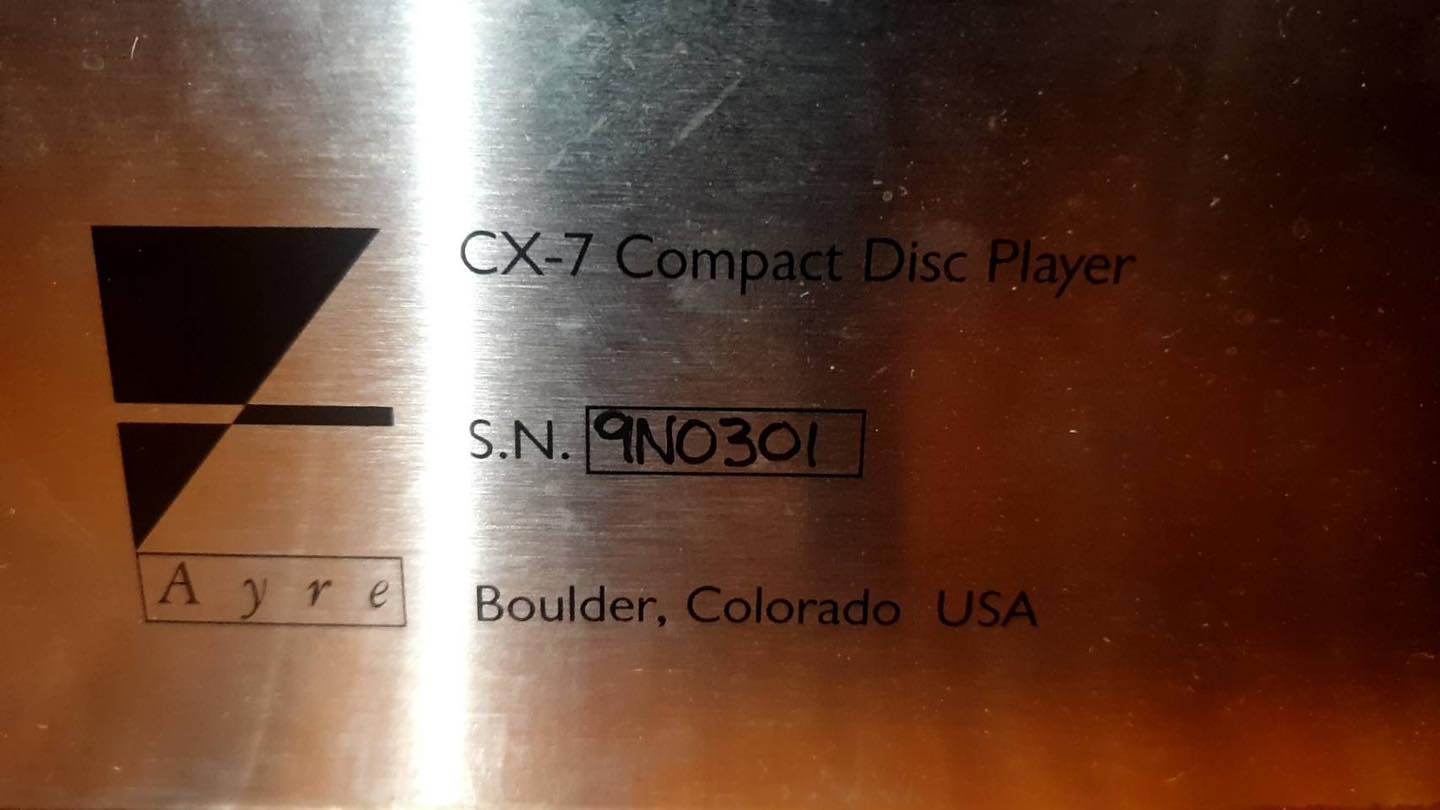 CX-7 Compact Disc Player
S.N. 9N0301
Ayre
Boulder, Colorado USA